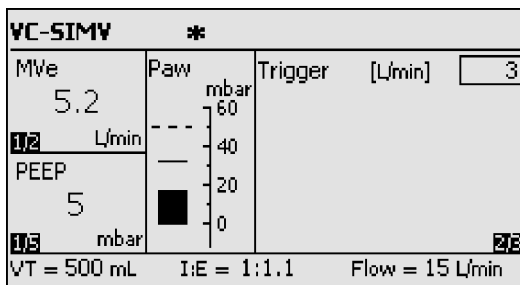 VC-SIMV *
MVe
5.2
1/2 L/min
PEEP
5
1/5 mbar
Paw
mbar
60
40
20
0
Trigger [L/min] 3
2/3
VT = 500 mL I:E = 1:1.1 Flow = 15 L/min